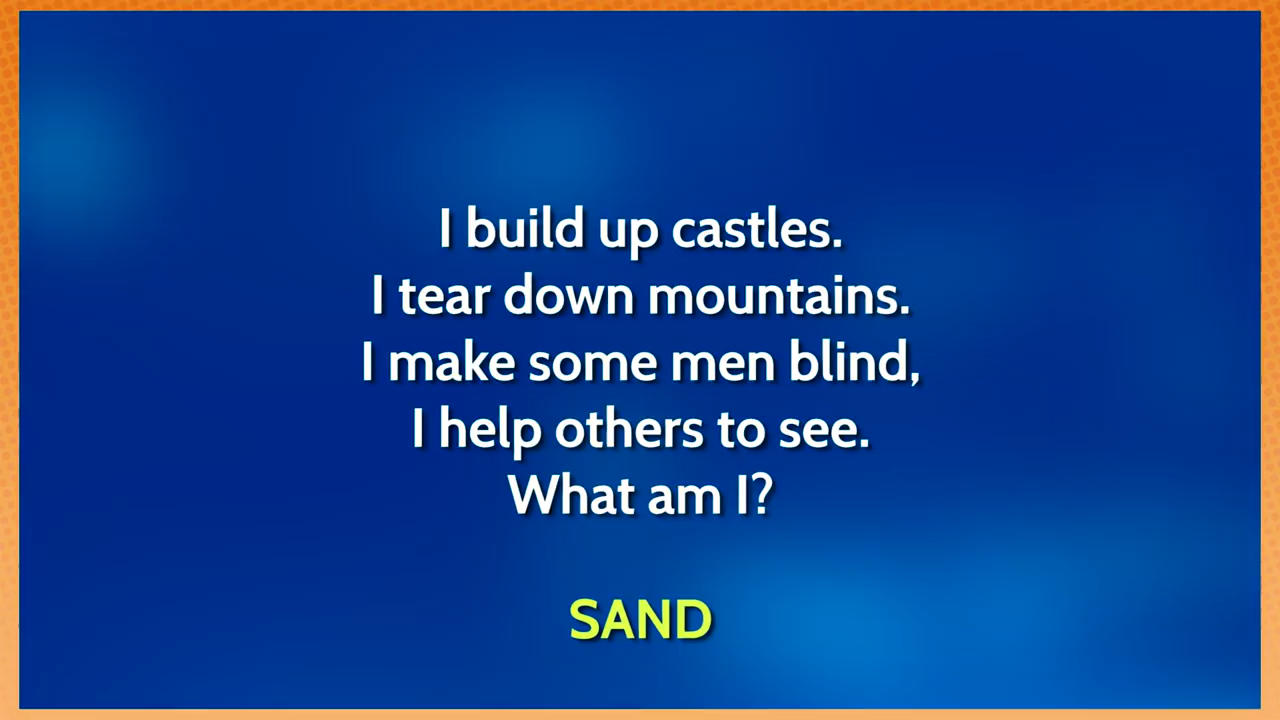 I build up castles.
I tear down mountains.
I make some men blind,
I help others to see.
What am I?
SAND